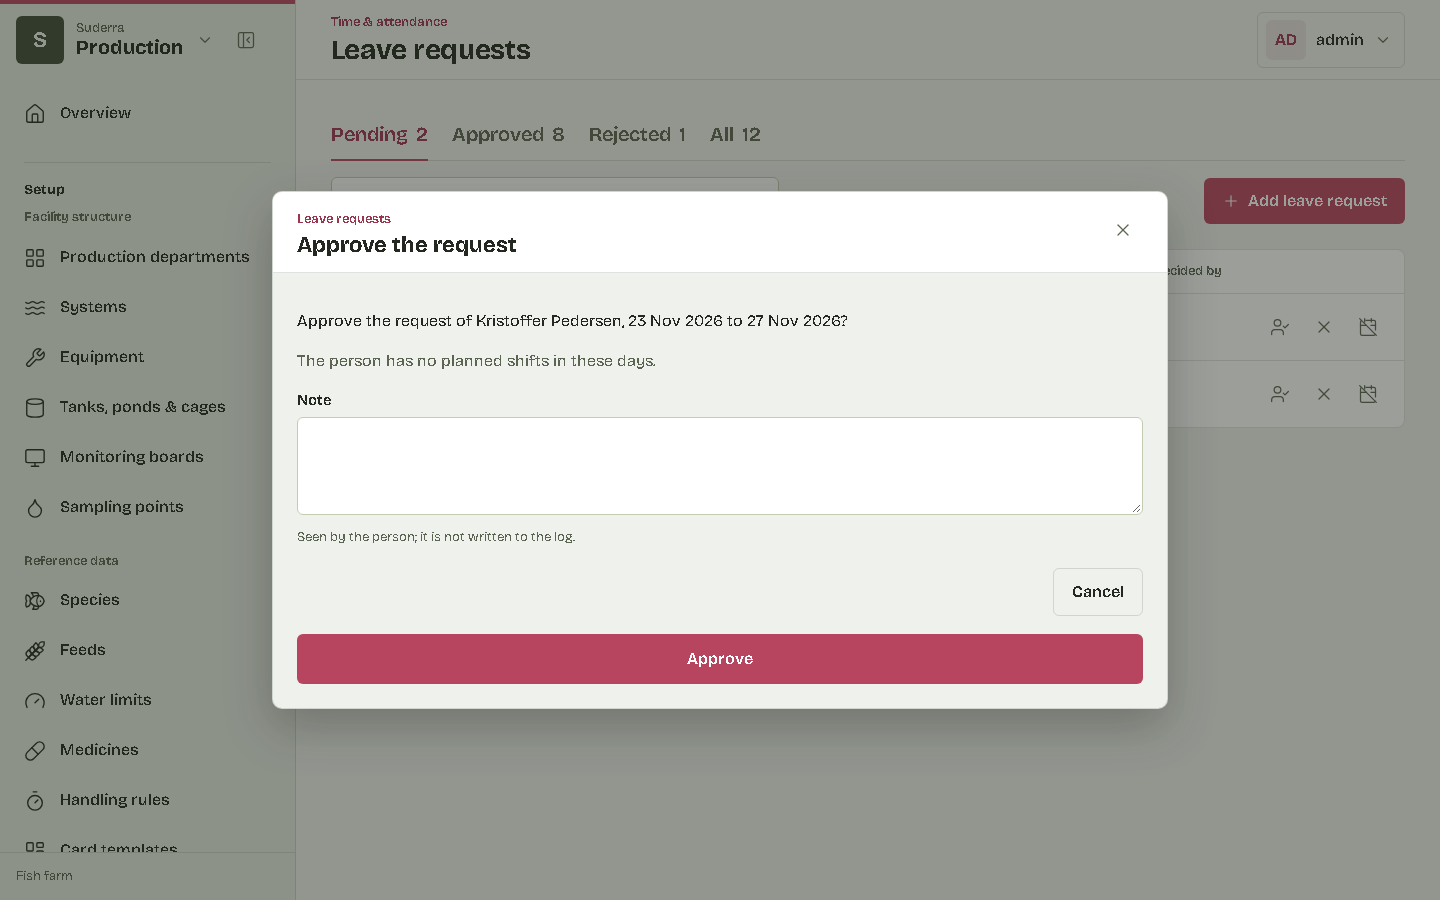 S
Suderra
Production
Overview
Setup
Facility structure
Production departments
Systems
Equipment
Tanks, ponds & cages
Monitoring boards
Sampling points
Reference data
Species
Feeds
Water limits
Medicines
Handling rules
Card templates
Fish farm
Time & attendance
Leave requests
AD admin
Pending 2 Approved 8 Rejected 1 All 12
Add leave request
Leave requests
Approve the request
Approve the request of Kristoffer Pedersen, 23 Nov 2026 to 27 Nov 2026?
The person has no planned shifts in these days.
Note
Seen by the person; it is not written to the log.
Cancel
Approve
by